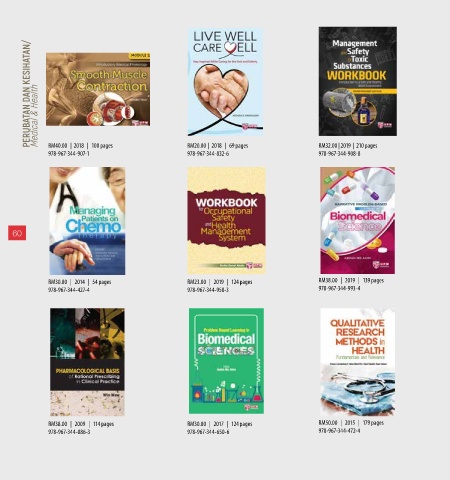 PERUBATAN DAN KESIHATAN/
Medical & Health
60
Smooth Muscle
Contraction
RM40.00 | 2018 | 100 pages
978-967-344-907-1
LIVE WELL
CARE WELL
RM20.00 | 2018 | 69 pages
978-967-344-832-6
Management
Safety
Toxic
Substances
WORKBOOK
RM32.00|2019 | 210 pages
978-967-344-908-8
Managing
Patients on
Chemo
RM30.00 | 2014 | 54 pages
978-967-344-427-4
WORKBOOK
on Occupational
Safety
and Health
Management
System
RM23.00 | 2019 | 124 pages
978-967-344-958-3
Biomedical
Science
RM38.00 | 2019 | 139 pages
978-967-344-993-4
PHARMACOLOGICAL BASIS
of Rational Prescribing
in Clinical Practice
RM38.00 | 2009 | 114 pages
978-967-344-086-3
Problem Based Learning in
Biomedical
SCIENCES
RM30.00 | 2017 | 124 pages
978-967-344-650-6
QUALITATIVE
RESEARCH
METHODS in
HEALTH
RM50.00 | 2015 | 179 pages
978-967-344-472-4